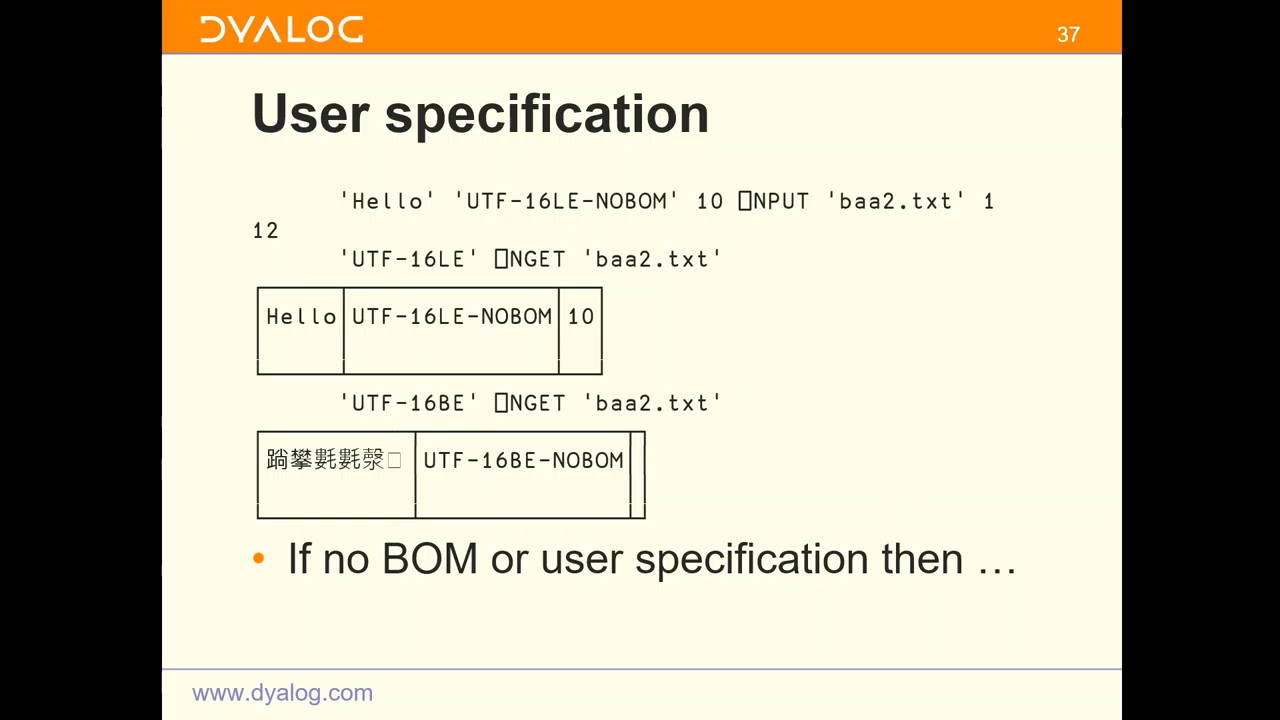 DYALOG
37
User specification
'Hello' 'UTF-16LE-NOBOM' 10 ⎕NPUT 'baa2.txt' 1
12
'UTF-16LE' ⎕NGET 'baa2.txt'
Hello UTF-16LE-NOBOM 10
'UTF-16BE' ⎕NGET 'baa2.txt'
䠀攀氀氀漀□ UTF-16BE-NOBOM
• If no BOM or user specification then …
www.dyalog.com